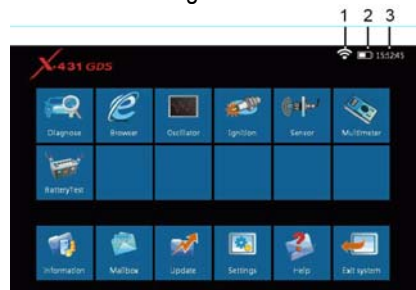 1 2 3
X-431 GDS
15:52:45
Diagnose Browser Oscillator Ignition Sensor Multimeter
BatteryTest
Information Mailbox Update Settings Help Exit system